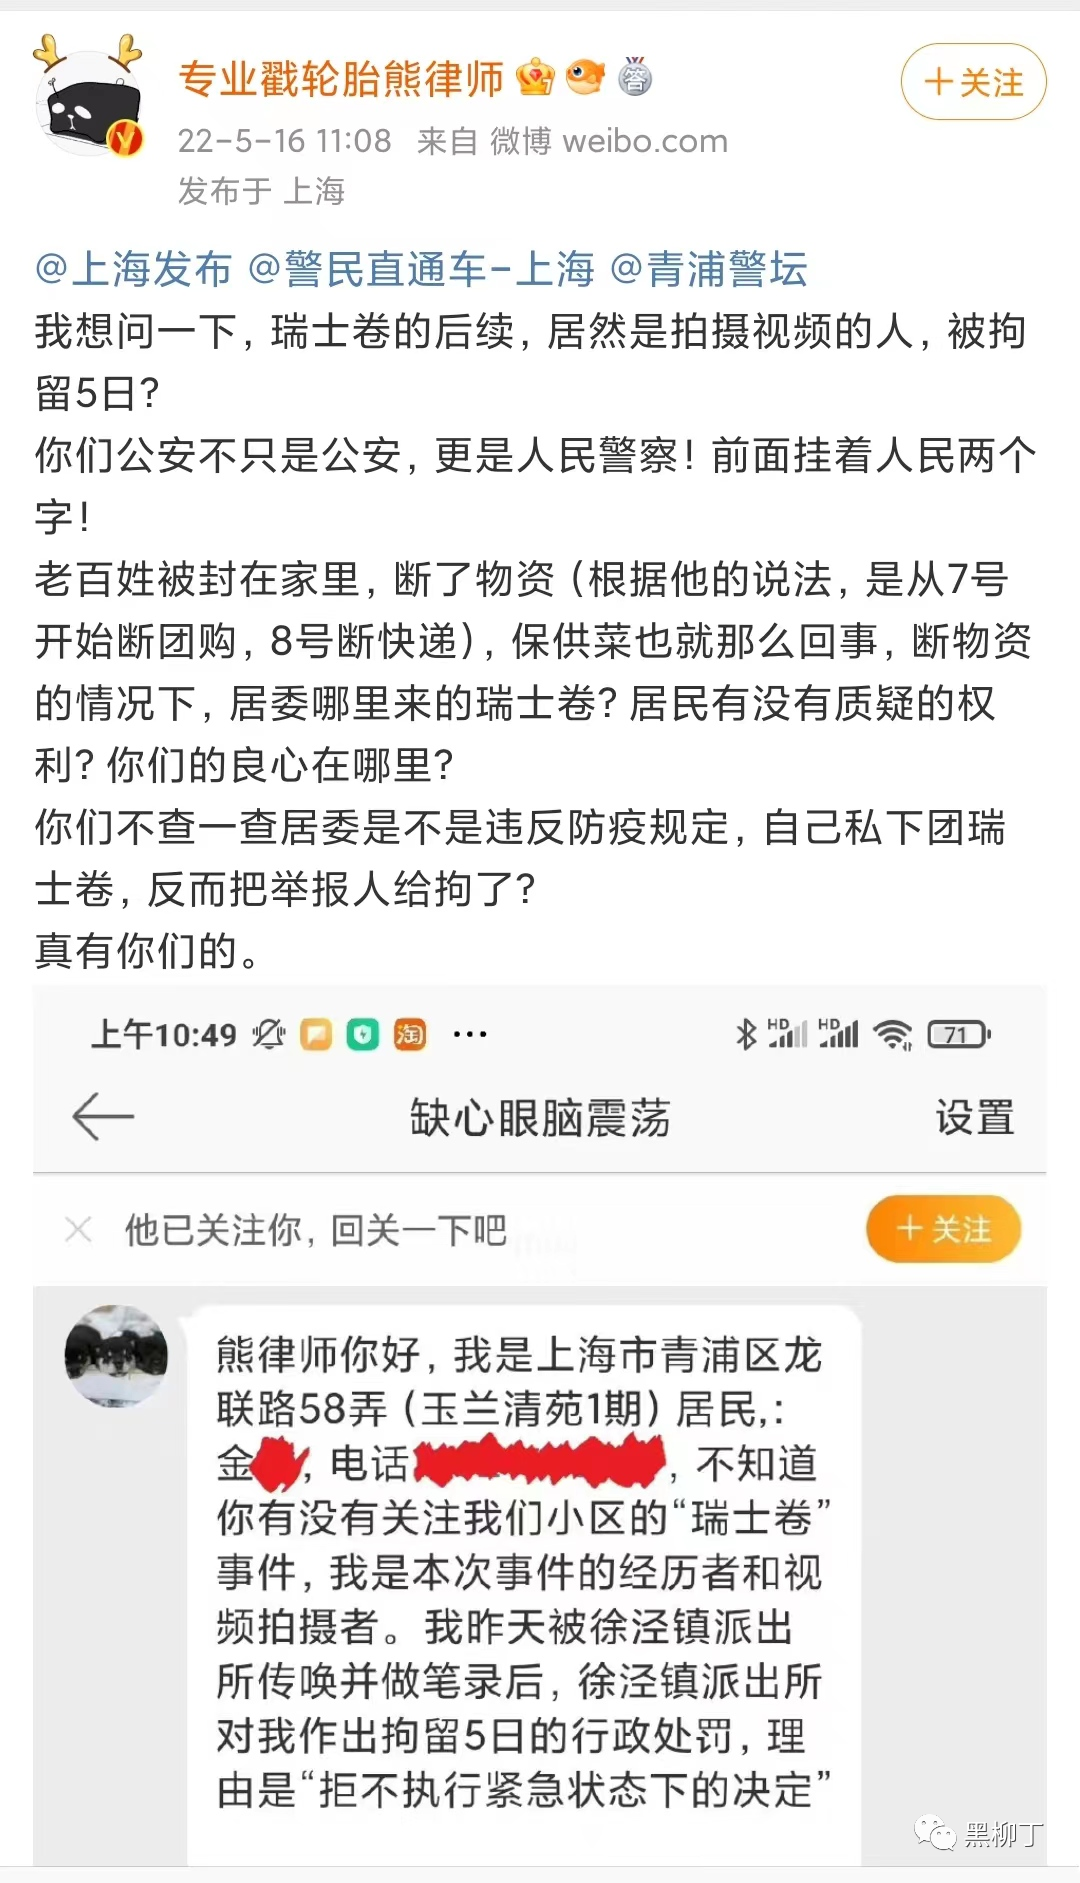 专业戳轮胎熊律师
答
+关注
22-5-16 11:08 来自 微博 weibo.com
发布于 上海
@上海发布 @警民直通车-上海 @青浦警坛
我想问一下，瑞士卷的后续，居然是拍摄视频的人，被拘
留5日？
你们公安不只是公安，更是人民警察！前面挂着人民两个
字！
老百姓被封在家里，断了物资（根据他的说法，是从7号
开始断团购，8号断快递），保供菜也就那么回事，断物资
的情况下，居委哪里来的瑞士卷？居民有没有质疑的权
利？你们的良心在哪里？
你们不查一查居委是不是违反防疫规定，自己私下团瑞
士卷，反而把举报人给拘了？
真有你们的。
上午10:49 淘 ... HD HD 71
缺心眼脑震荡
设置
× 他已关注你，回关一下吧
+关注
熊律师你好，我是上海市青浦区龙
联路58弄（玉兰清苑1期）居民,：
金，电话，不知道
你有没有关注我们小区的“瑞士卷”
事件，我是本次事件的经历者和视
频拍摄者。我昨天被徐泾镇派出
所传唤并做笔录后，徐泾镇派出所
对我作出拘留5日的行政处罚，理
由是“拒不执行紧急状态下的决定”
黑柳丁